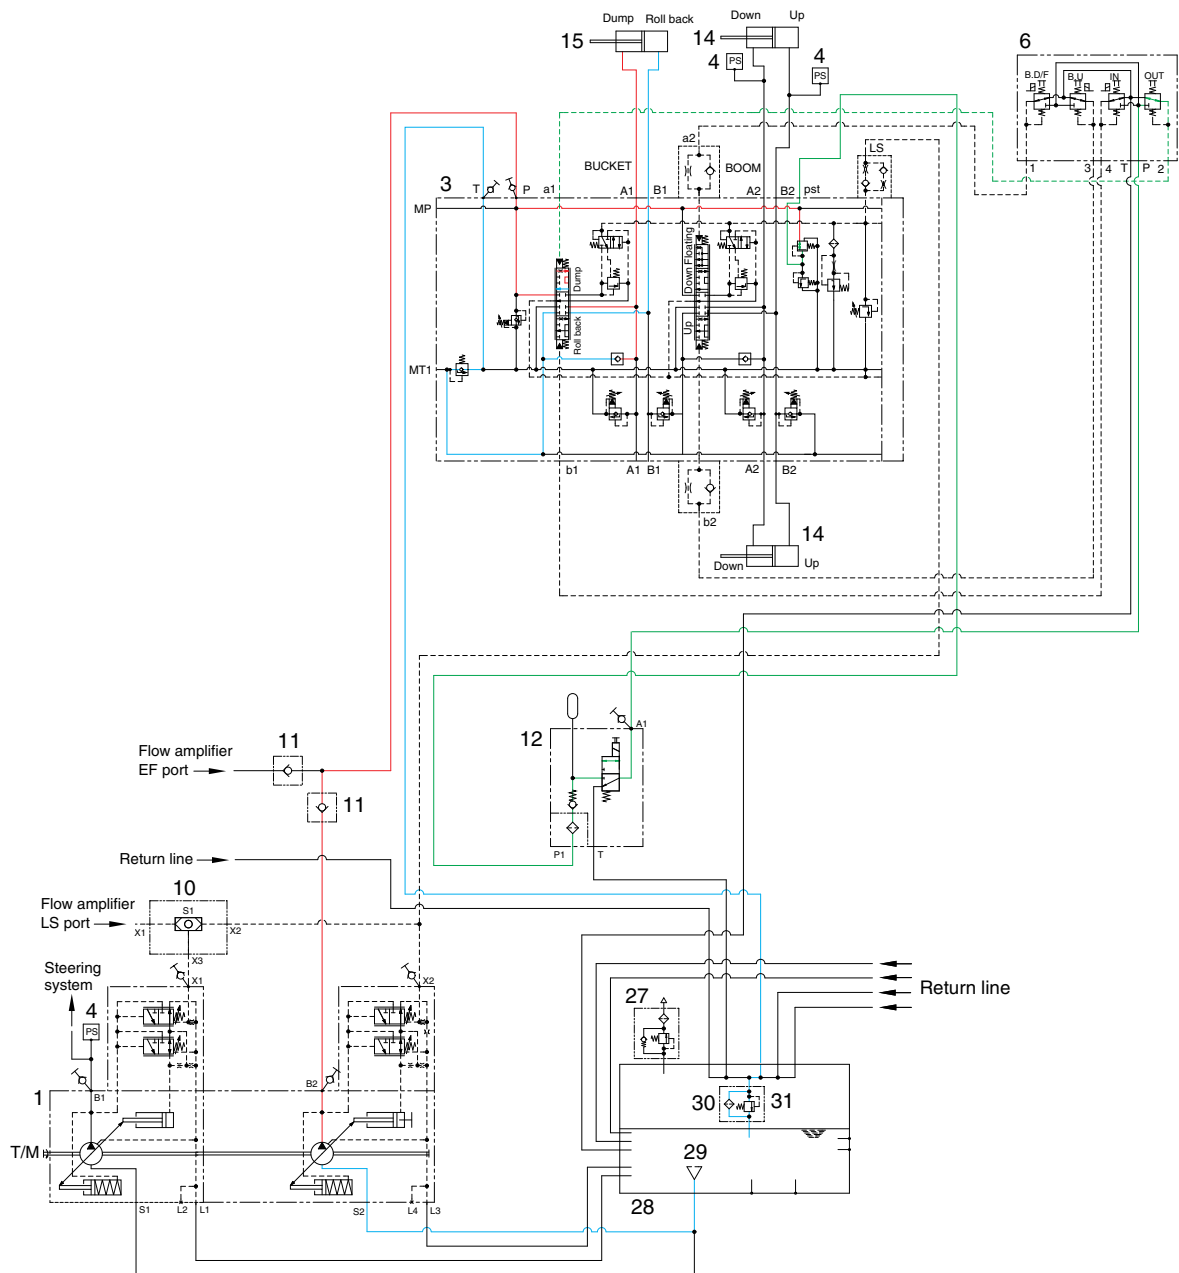 Dump Roll back
15
Down Up
14
4
PS
4
PS
6
B.D/F B.U IN OUT
1 3 4 T P 2
a2
LS
BUCKET BOOM
3
T P a1 A1 B1 A2 B2 pst
MP
Dump
Roll back
Down Floating
Up
MT1
b1 A1 B1 A2 B2
b2
14
Down Up
A1
12
P1 T
Flow amplifier
EF port
11
11
Return line
10
Flow amplifier
LS port
S1
X1 X2
X3
Steering
system
4
PS
X1 X2
27
Return line
1
B1 B2
30 31
T/M
29
28
S1 L2 L1 S2 L4 L3